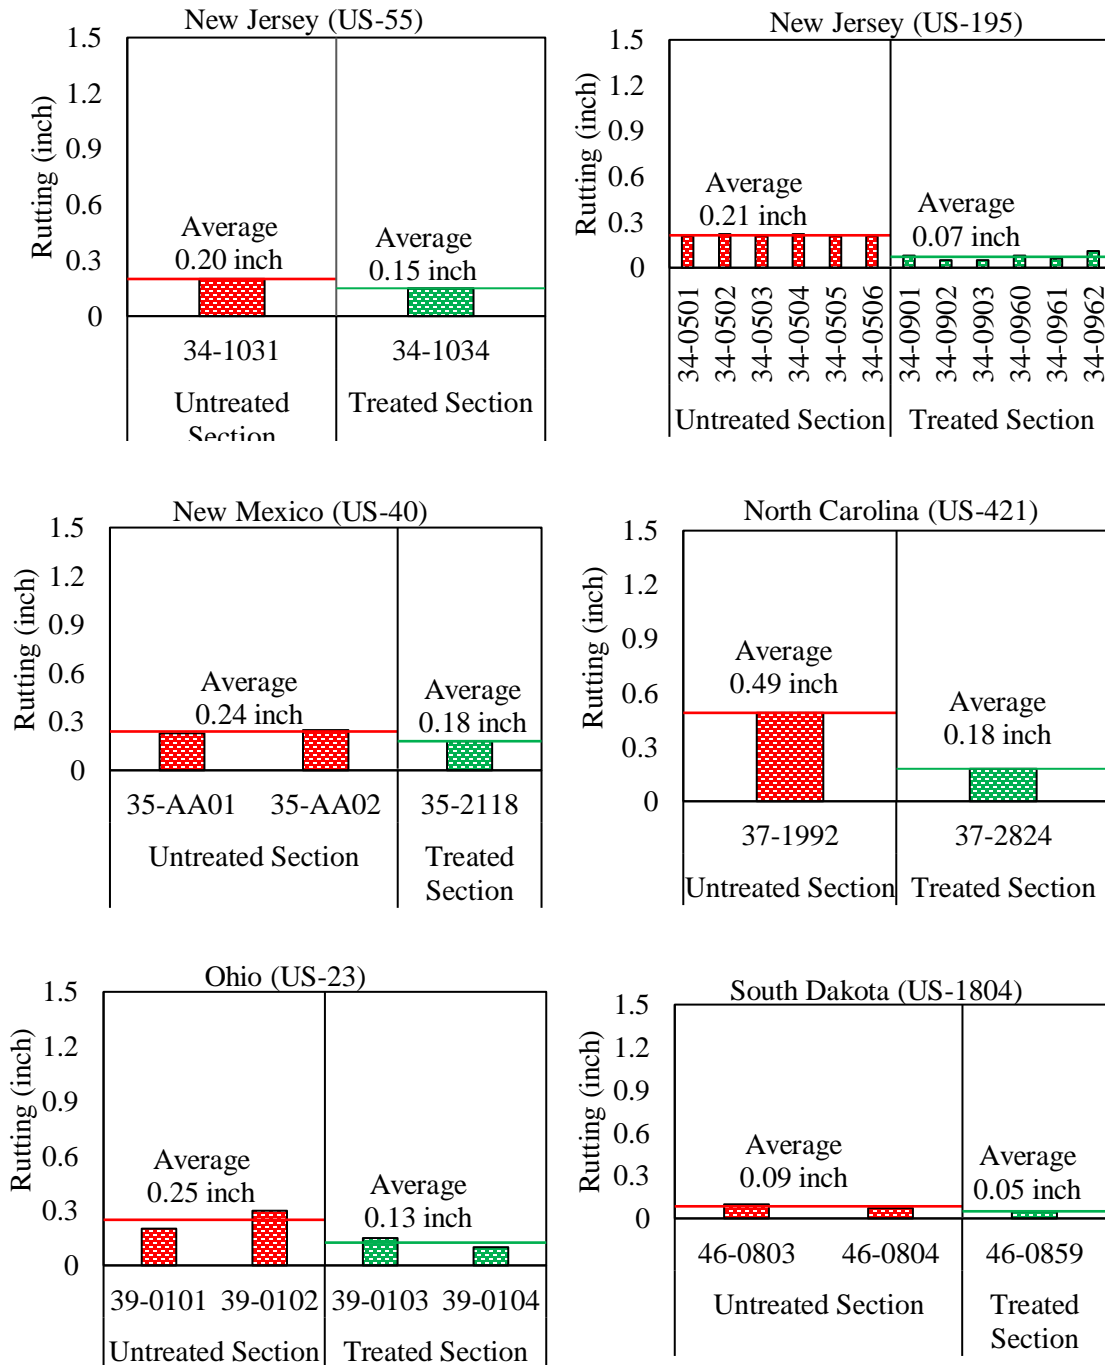 New Jersey (US-55)
Rutting (inch)
1.5
1.2
0.9
0.6
0.3
0
Average
0.20 inch
Average
0.15 inch
34-1031
34-1034
Untreated
Section
Treated Section
New Jersey (US-195)
Rutting (inch)
1.5
1.2
0.9
0.6
0.3
0
Average
0.21 inch
Average
0.07 inch
34-0501
34-0502
34-0503
34-0504
34-0505
34-0506
34-0901
34-0902
34-0903
34-0960
34-0961
34-0962
Untreated Section
Treated Section
New Mexico (US-40)
Rutting (inch)
1.5
1.2
0.9
0.6
0.3
0
Average
0.24 inch
Average
0.18 inch
35-AA01
35-AA02
35-2118
Untreated Section
Treated
Section
North Carolina (US-421)
Rutting (inch)
1.5
1.2
0.9
0.6
0.3
0
Average
0.49 inch
Average
0.18 inch
37-1992
37-2824
Untreated Section
Treated Section
Ohio (US-23)
Rutting (inch)
1.5
1.2
0.9
0.6
0.3
0
Average
0.25 inch
Average
0.13 inch
39-0101
39-0102
39-0103
39-0104
Untreated Section
Treated Section
South Dakota (US-1804)
Rutting (inch)
1.5
1.2
0.9
0.6
0.3
0
Average
0.09 inch
Average
0.05 inch
46-0803
46-0804
46-0859
Untreated Section
Treated
Section